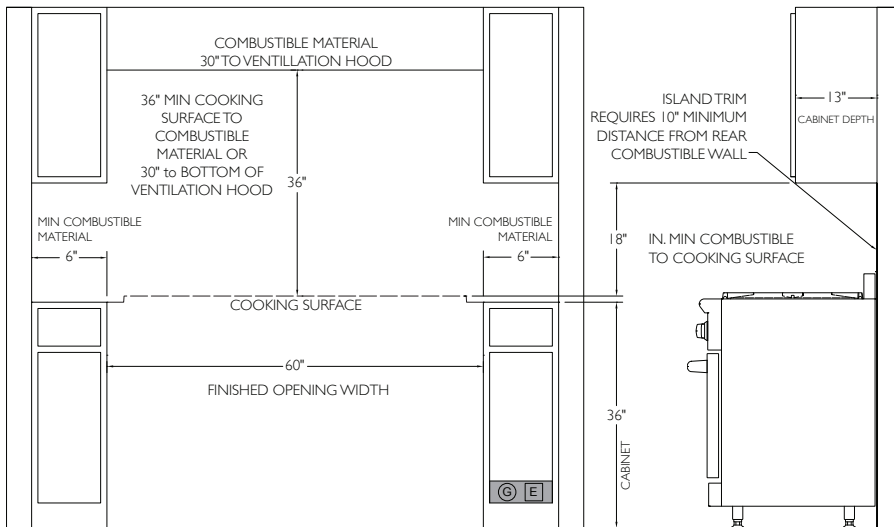 COMBUSTIBLE MATERIAL
30" TO VENTILLATION HOOD
36" MIN COOKING
SURFACE TO
COMBUSTIBLE
MATERIAL OR
30" to BOTTOM OF
VENTILATION HOOD
36"
MIN COMBUSTIBLE
MATERIAL
6"
MIN COMBUSTIBLE
MATERIAL
6"
COOKING SURFACE
60"
FINISHED OPENING WIDTH
G E
ISLAND TRIM
REQUIRES 10" MINIMUM
DISTANCE FROM REAR
COMBUSTIBLE WALL
13"
CABINET DEPTH
18"
IN. MIN COMBUSTIBLE
TO COOKING SURFACE
36"
CABINET